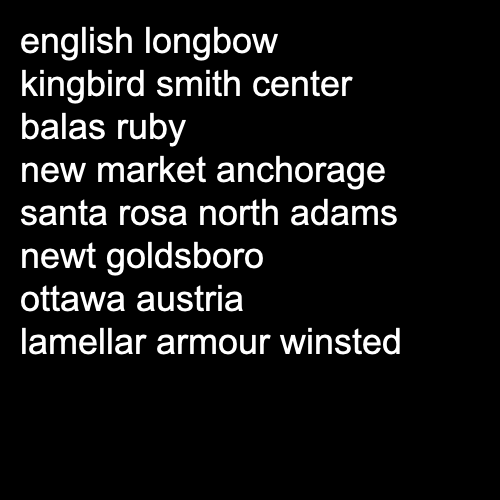 english longbow
kingbird smith center
balas ruby
new market anchorage
santa rosa north adams
newt goldsboro
ottawa austria
lamellar armour winsted